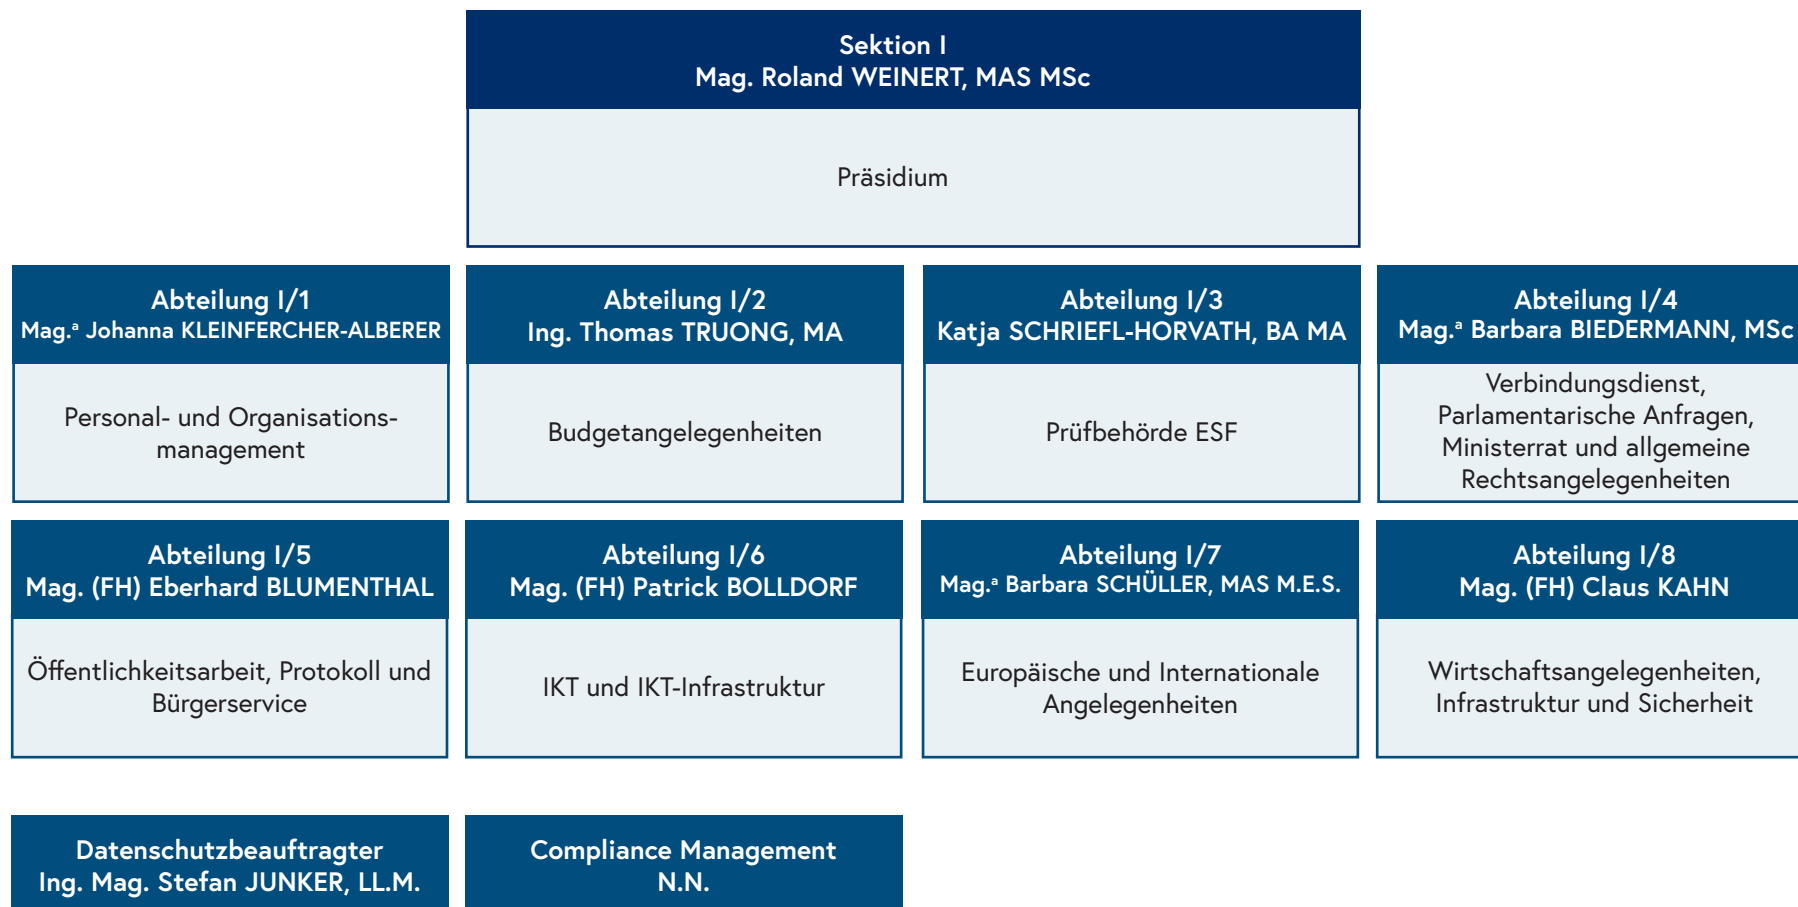 Sektion I
Mag. Roland WEINERT, MAS MSc
Präsidium
Abteilung I/1
Mag.ª Johanna KLEINFERCHER-ALBERER
Personal- und Organisations-
management
Abteilung I/2
Ing. Thomas TRUONG, MA
Budgetangelegenheiten
Abteilung I/3
Katja SCHRIEFL-HORVATH, BA MA
Prüfbehörde ESF
Abteilung I/4
Mag.ª Barbara BIEDERMANN, MSc
Verbindungsdienst,
Parlamentarische Anfragen,
Ministerrat und allgemeine
Rechtsangelegenheiten
Abteilung I/5
Mag. (FH) Eberhard BLUMENTHAL
Öffentlichkeitsarbeit, Protokoll und
Bürgerservice
Abteilung I/6
Mag. (FH) Patrick BOLLDORF
IKT und IKT-Infrastruktur
Abteilung I/7
Mag.ª Barbara SCHÜLLER, MAS M.E.S.
Europäische und Internationale
Angelegenheiten
Abteilung I/8
Mag. (FH) Claus KAHN
Wirtschaftsangelegenheiten,
Infrastruktur und Sicherheit
Datenschutzbeauftragter
Ing. Mag. Stefan JUNKER, LL.M.
Compliance Management
N.N.